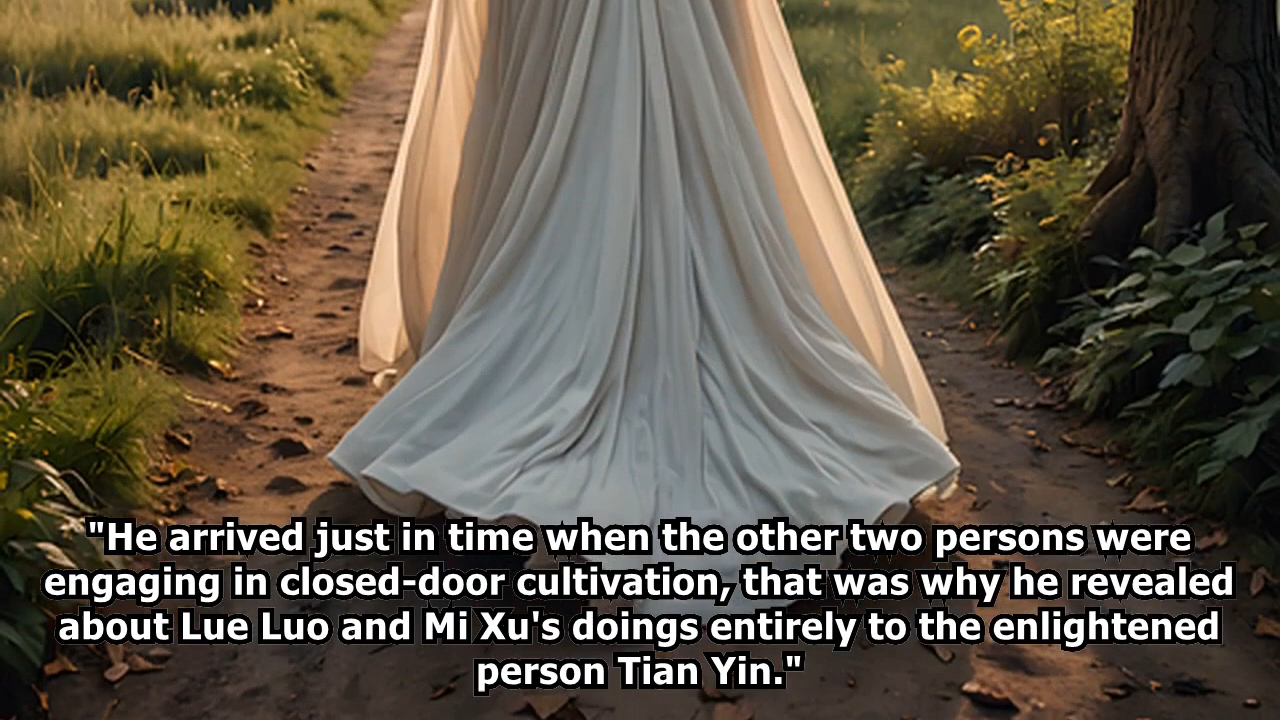 "He arrived just in time when the other two persons were
engaging in closed-door cultivation, that was why he revealed
about Lue Luo and Mi Xu's doings entirely to the enlightened
person Tian Yin."